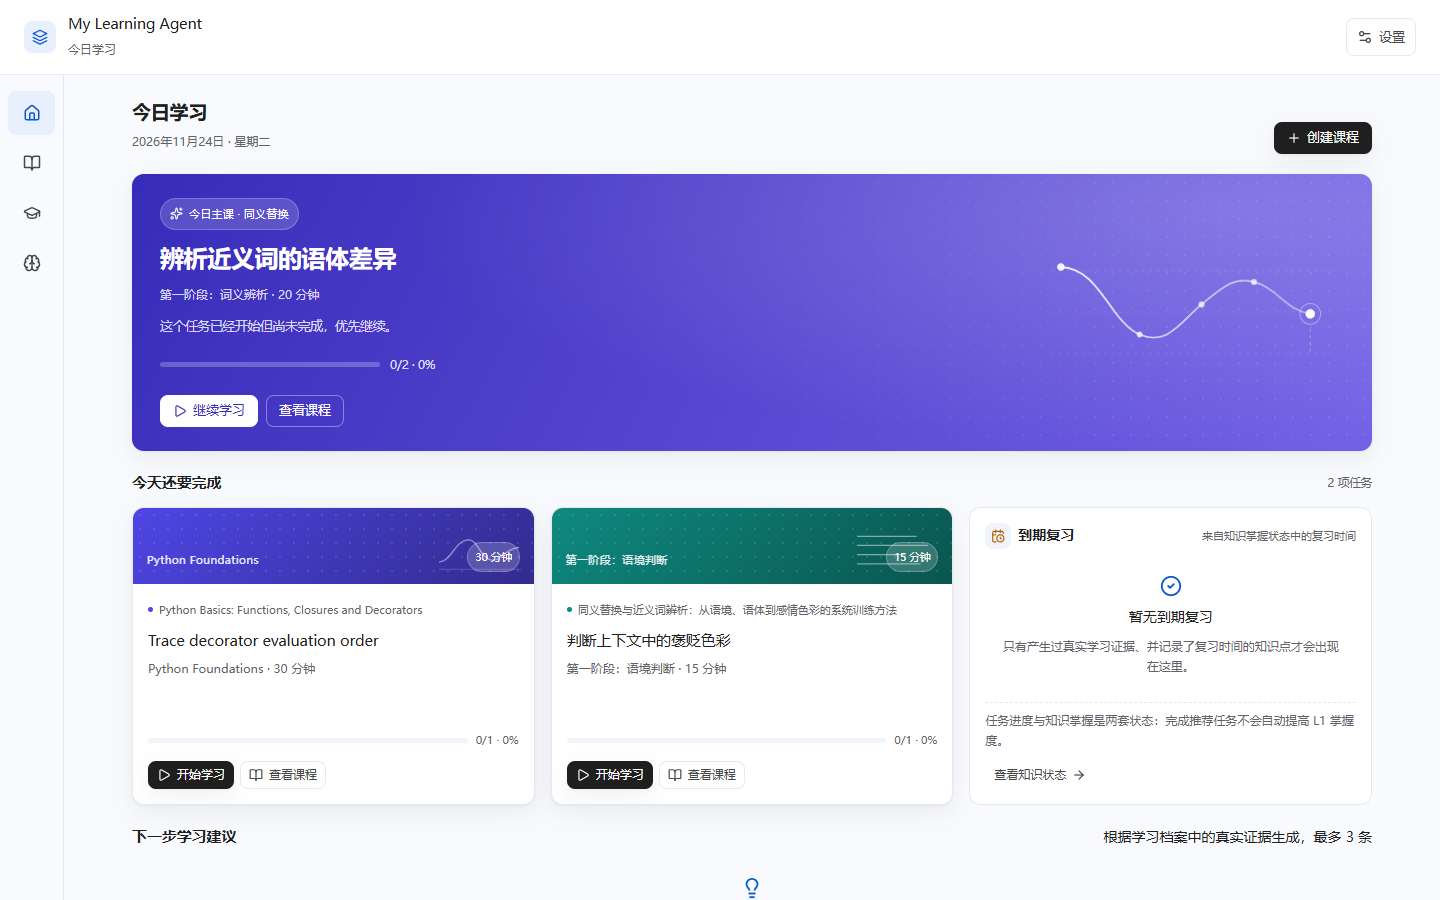 My Learning Agent
今日学习
设置
今日学习
2026年11月24日 · 星期二
创建课程
今日主课 · 同义替换
辨析近义词的语体差异
第一阶段：词义辨析 · 20 分钟
这个任务已经开始但尚未完成，优先继续。
0/2 · 0%
继续学习
查看课程
今天还要完成
2 项任务
Python Foundations
30 分钟
Python Basics: Functions, Closures and Decorators
Trace decorator evaluation order
Python Foundations · 30 分钟
0/1 · 0%
开始学习
查看课程
第一阶段：语境判断
15 分钟
同义替换与近义词辨析：从语境、语体到感情色彩的系统训练方法
判断上下文中的褒贬色彩
第一阶段：语境判断 · 15 分钟
0/1 · 0%
开始学习
查看课程
到期复习
来自知识掌握状态中的复习时间
暂无到期复习
只有产生过真实学习证据、并记录了复习时间的知识点才会出现
在这里。
任务进度与知识掌握是两套状态：完成推荐任务不会自动提高 L1 掌握
度。
查看知识状态
下一步学习建议
根据学习档案中的真实证据生成，最多 3 条